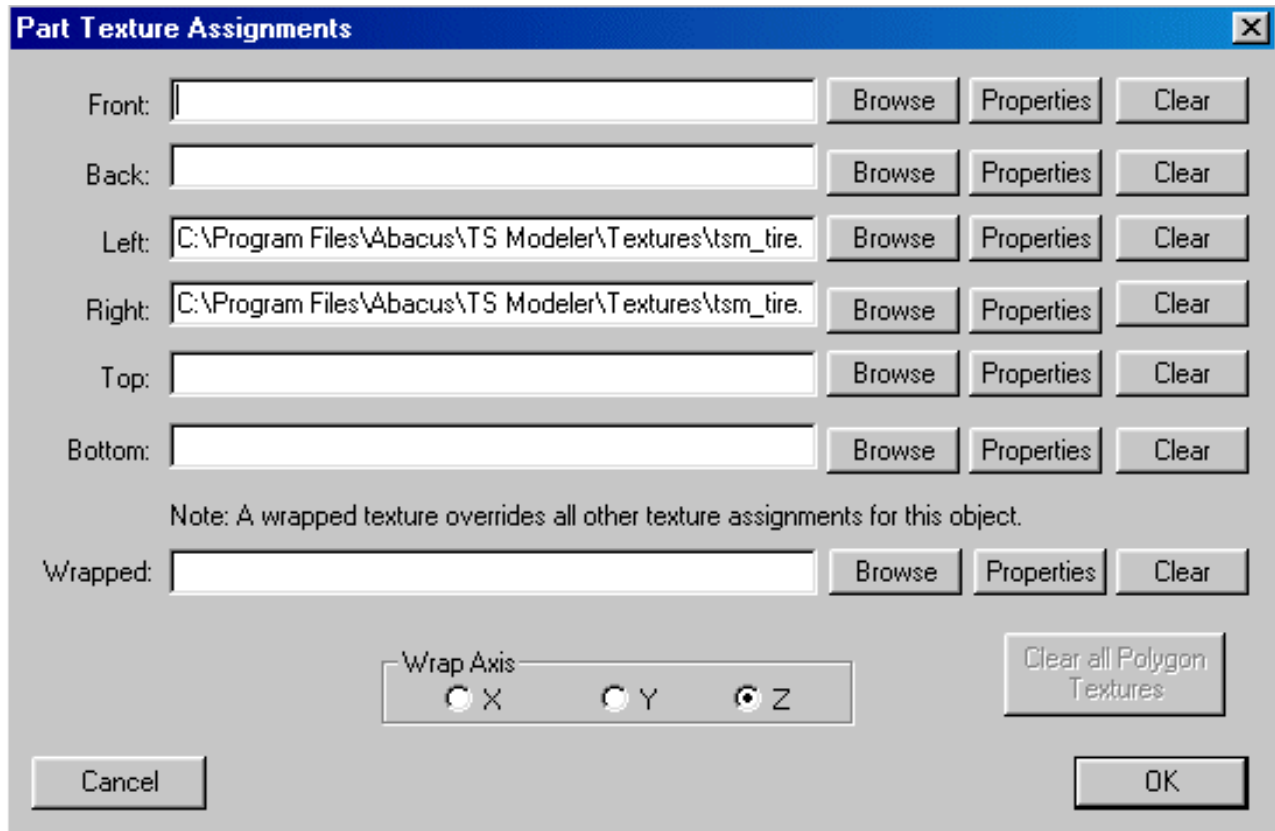 Part Texture Assignments
Front: Browse Properties Clear
Back: Browse Properties Clear
Left: C:\Program Files\Abacus\TS Modeler\Textures\tsm_tire. Browse Properties Clear
Right: C:\Program Files\Abacus\TS Modeler\Textures\tsm_tire. Browse Properties Clear
Top: Browse Properties Clear
Bottom: Browse Properties Clear
Note: A wrapped texture overrides all other texture assignments for this object.
Wrapped: Browse Properties Clear
Wrap Axis
X Y Z
Clear all Polygon
Textures
Cancel OK